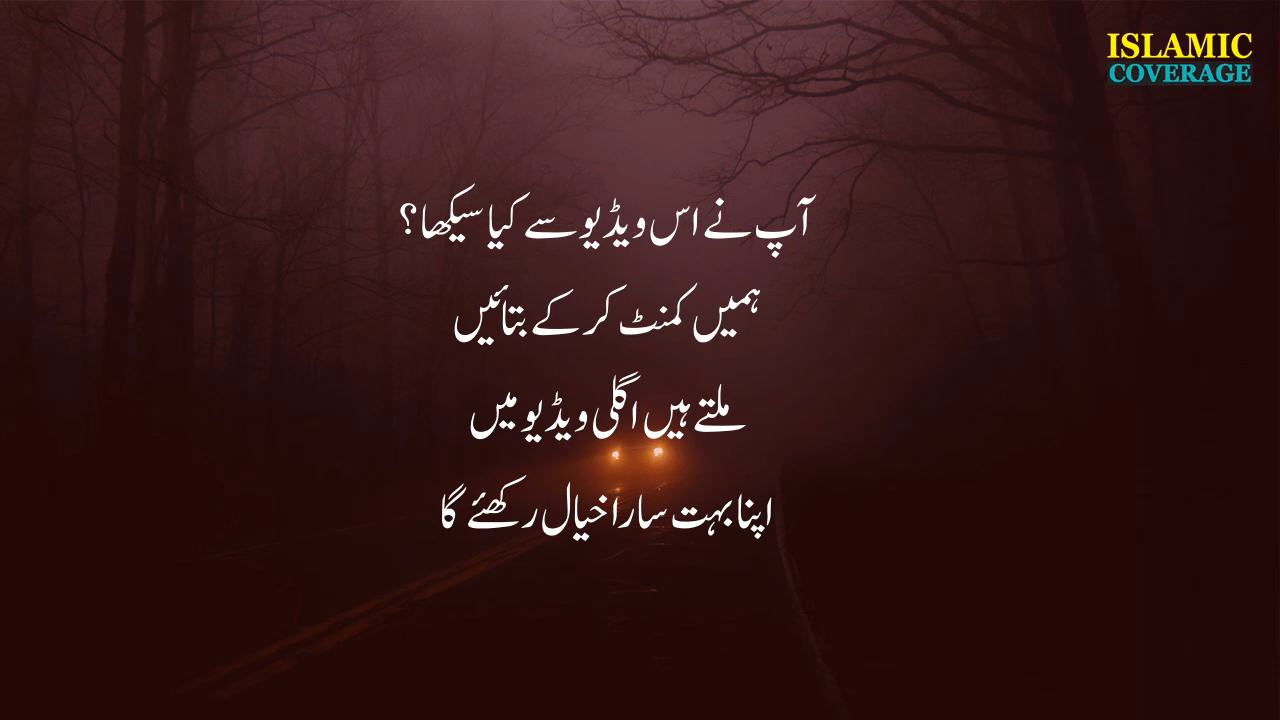 ISLAMIC
COVERAGE
آپ نے اس ویڈیو سے کیا سیکھا؟
ہمیں کمنٹ کر کے بتائیں
ملتے ہیں اگلی ویڈیو میں
اپنا بہت سارا خیال رکھئے گا